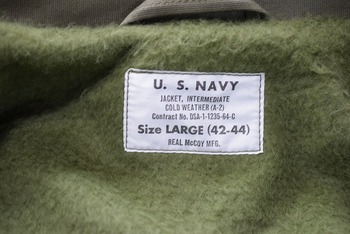 U. S. NAVY
JACKET, INTERMEDIATE
COLD WEATHER (A-2)
Contract No. DSA-1-1235-64-C
Size LARGE (42-44)
REAL McCOY MFG.